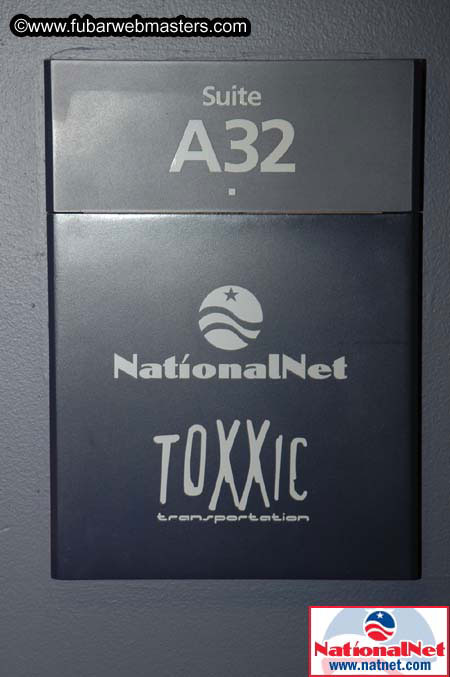 www.fubarwebmasters.com
Suite
A32
NationalNet
TOXXIC
transportation
NationalNet
www.natnet.com